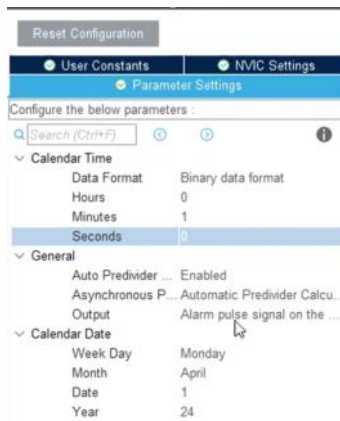 Reset Configuration
User Constants NVIC Settings
Parameter Settings
Configure the below parameters :
Search (Ctrl+F)
Calendar Time
Data Format Binary data format
Hours 0
Minutes 1
Seconds 0
General
Auto Predivider ... Enabled
Asynchronous P... Automatic Predivider Calcu...
Output Alarm pulse signal on the ...
Calendar Date
Week Day Monday
Month April
Date 1
Year 24